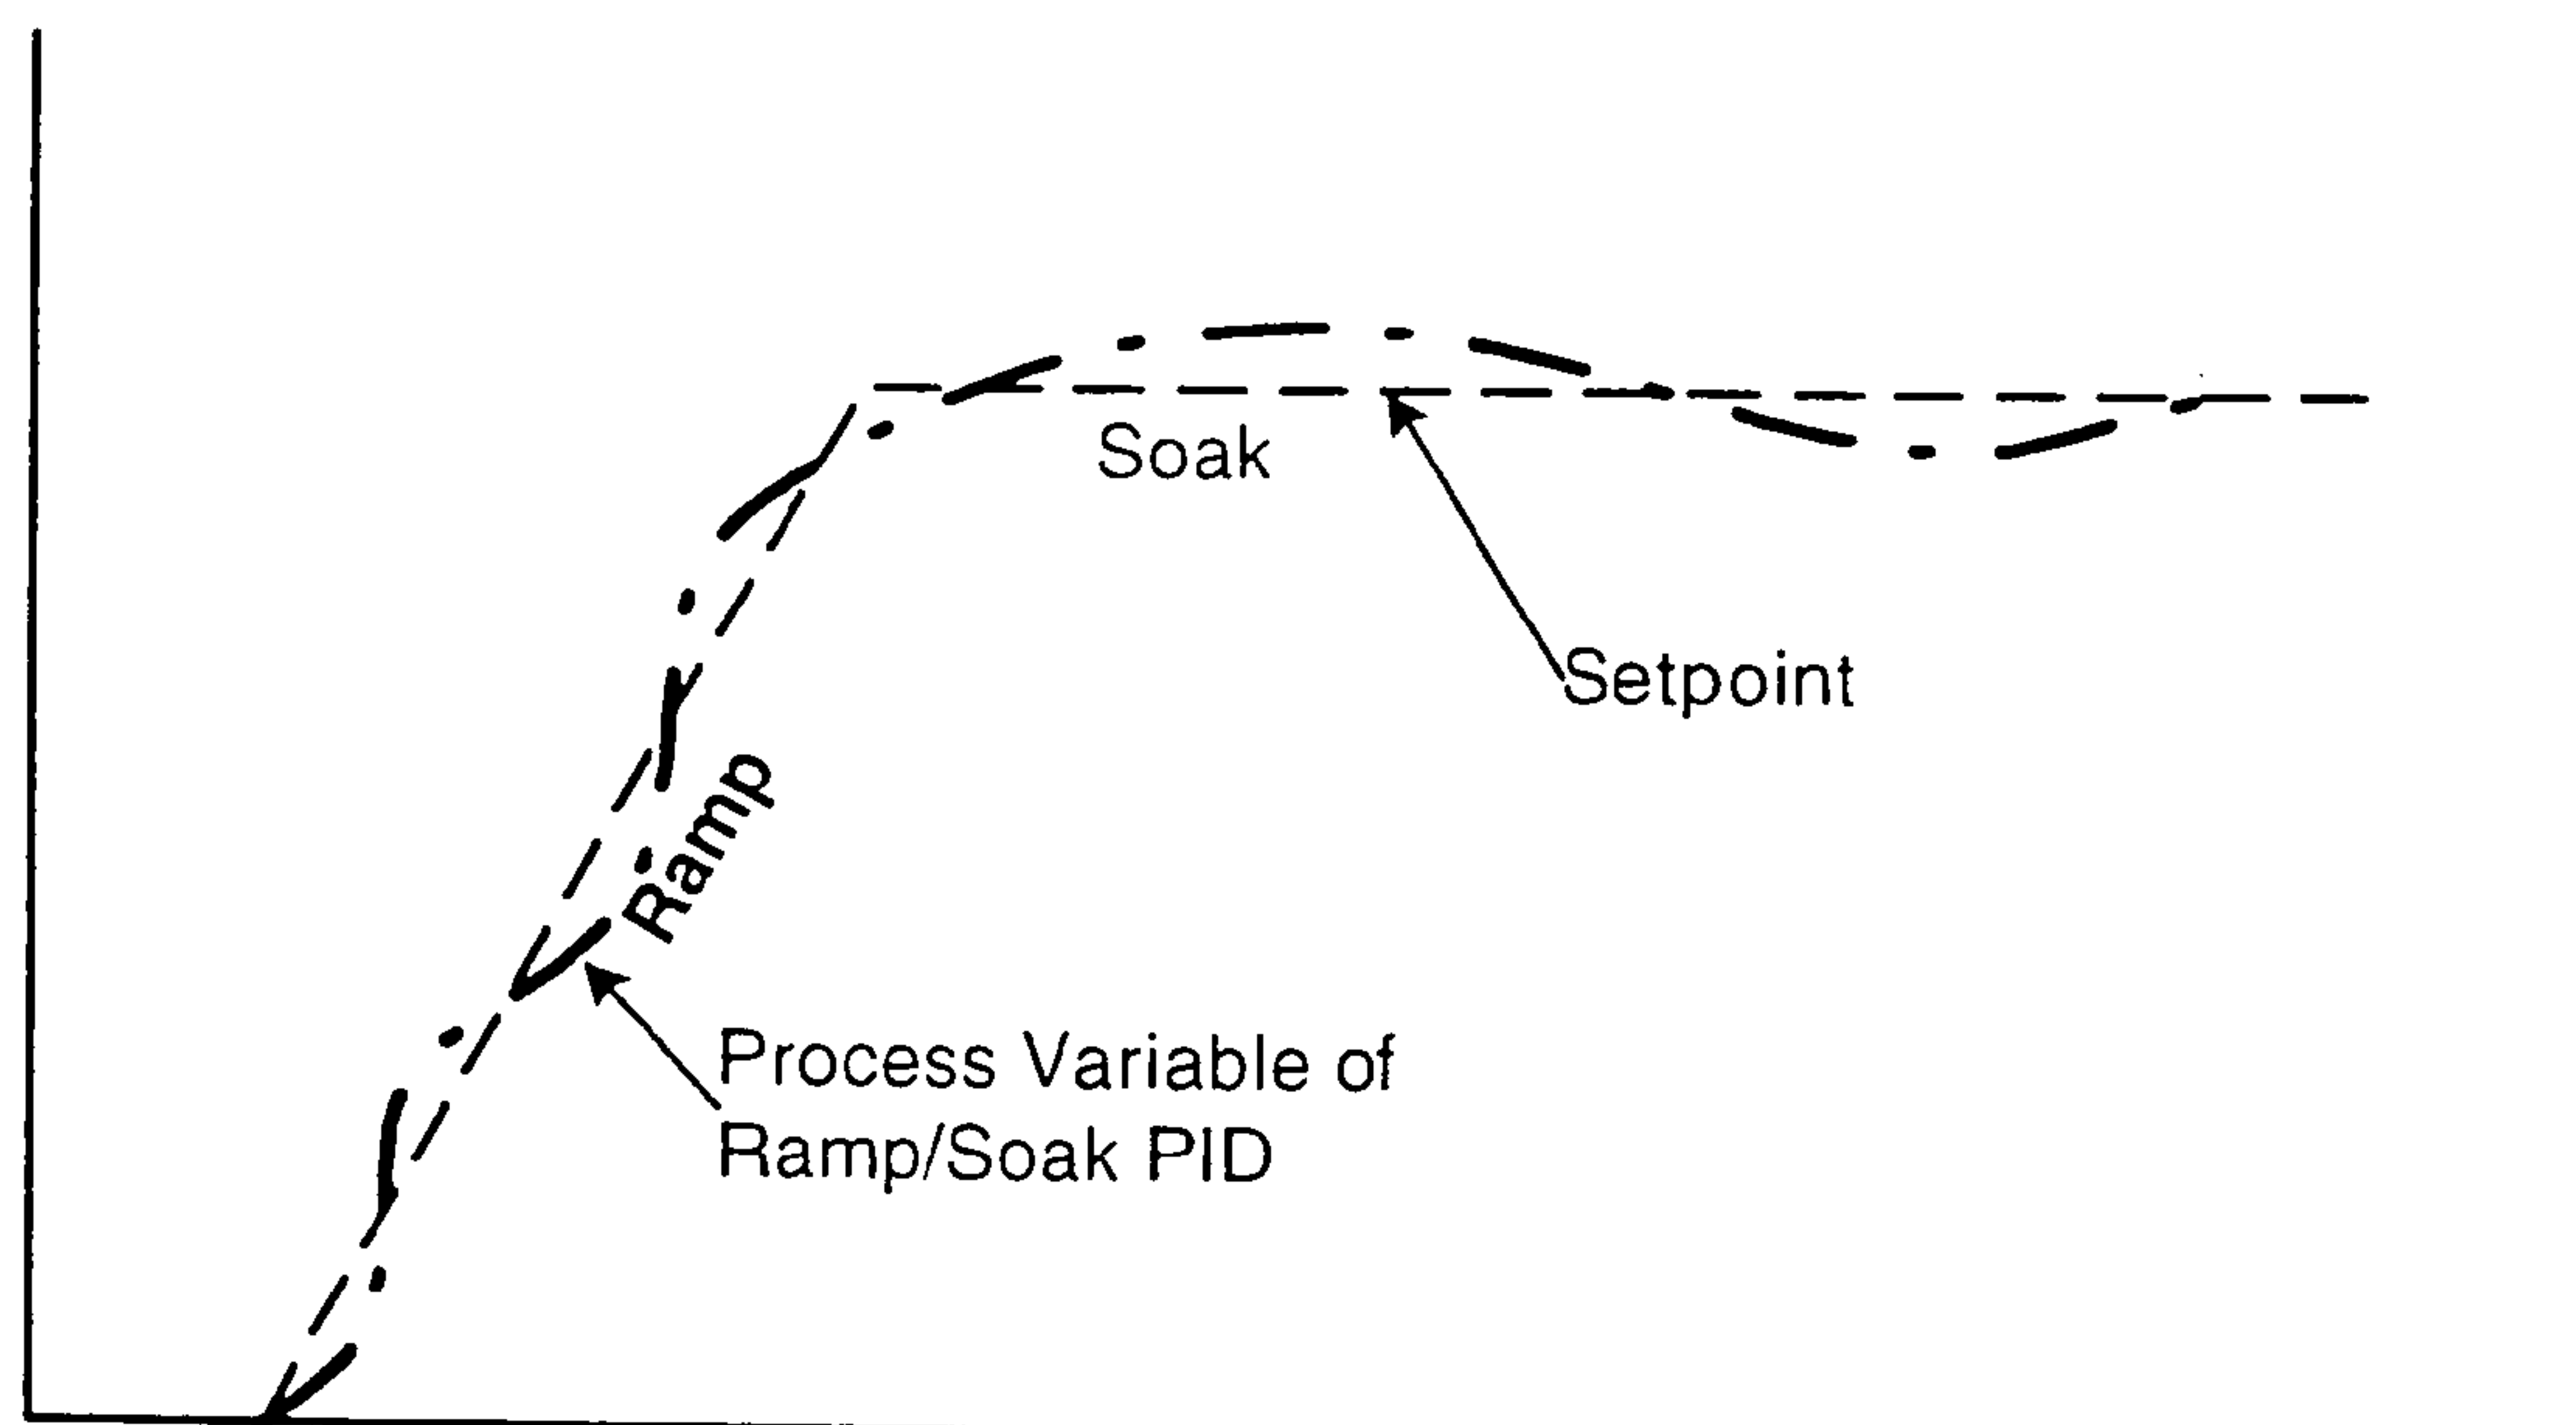 Soak
Setpoint
Ramp
Process Variable of
Ramp/Soak PID